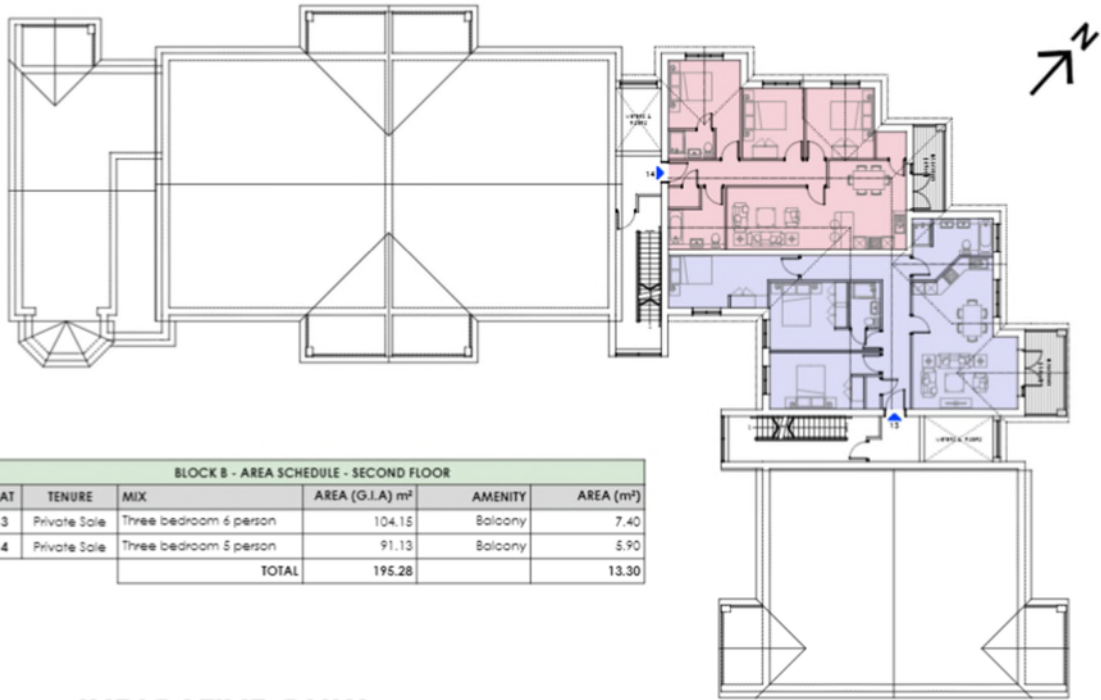 N
14
13
BLOCK B - AREA SCHEDULE - SECOND FLOOR
AT TENURE MIX AREA (G.I.A) m² AMENITY AREA (m²)
3 Private Sale Three bedroom 6 person 104.15 Balcony 7.40
4 Private Sale Three bedroom 5 person 91.13 Balcony 5.90
TOTAL 195.28 13.30